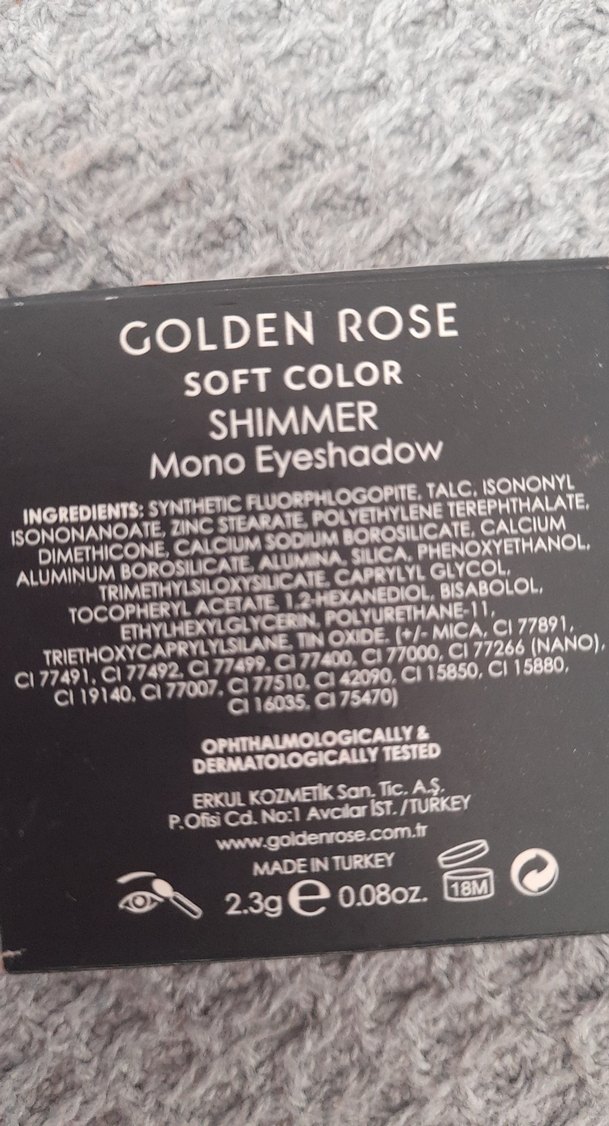 GOLDEN ROSE
SOFT COLOR
SHIMMER
Mono Eyeshadow
INGREDIENTS: SYNTHETIC FLUORPHLOGOPITE, TALC, ISONONYL
ISONONANOATE, ZINC STEARATE, POLYETHYLENE TEREPHTHALATE,
DIMETHICONE, CALCIUM SODIUM BOROSILICATE, CALCIUM
ALUMINUM BOROSILICATE, ALUMINA, SILICA, PHENOXYETHANOL,
TRIMETHYLSILOXYSILICATE, CAPRYLYL GLYCOL,
TOCOPHERYL ACETATE, 1,2-HEXANEDIOL, BISABOLOL,
ETHYLHEXYLGLYCERIN, POLYURETHANE-11,
TRIETHOXYCAPRYLYLSILANE, TIN OXIDE, (+/- MICA, CI 77891,
CI 77491, CI 77492, CI 77499, CI 77400, CI 77000, CI 77266 (NANO),
CI 19140, CI 77007, CI 77510, CI 42090, CI 15850, CI 15880,
CI 16035, CI 75470)
OPHTHALMOLOGICALLY &
DERMATOLOGICALLY TESTED
ERKUL KOZMETİK San. Tic. A.Ş.
P.Ofisi Cd. No:1 Avcılar İST. /TURKEY
www.goldenrose.com.tr
MADE IN TURKEY
2.3g e 0.08oz. 18M